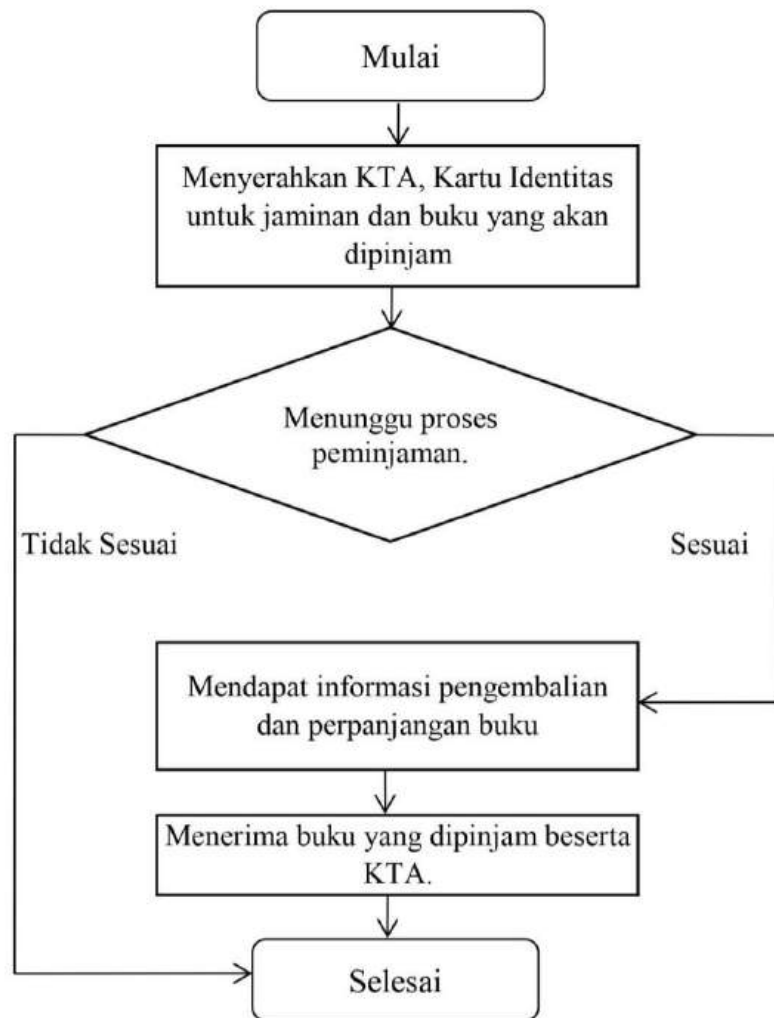 Mulai
Menyerahkan KTA, Kartu Identitas
untuk jaminan dan buku yang akan
dipinjam
Menunggu proses
peminjaman.
Tidak Sesuai
Sesuai
Mendapat informasi pengembalian
dan perpanjangan buku
Menerima buku yang dipinjam beserta
KTA.
Selesai